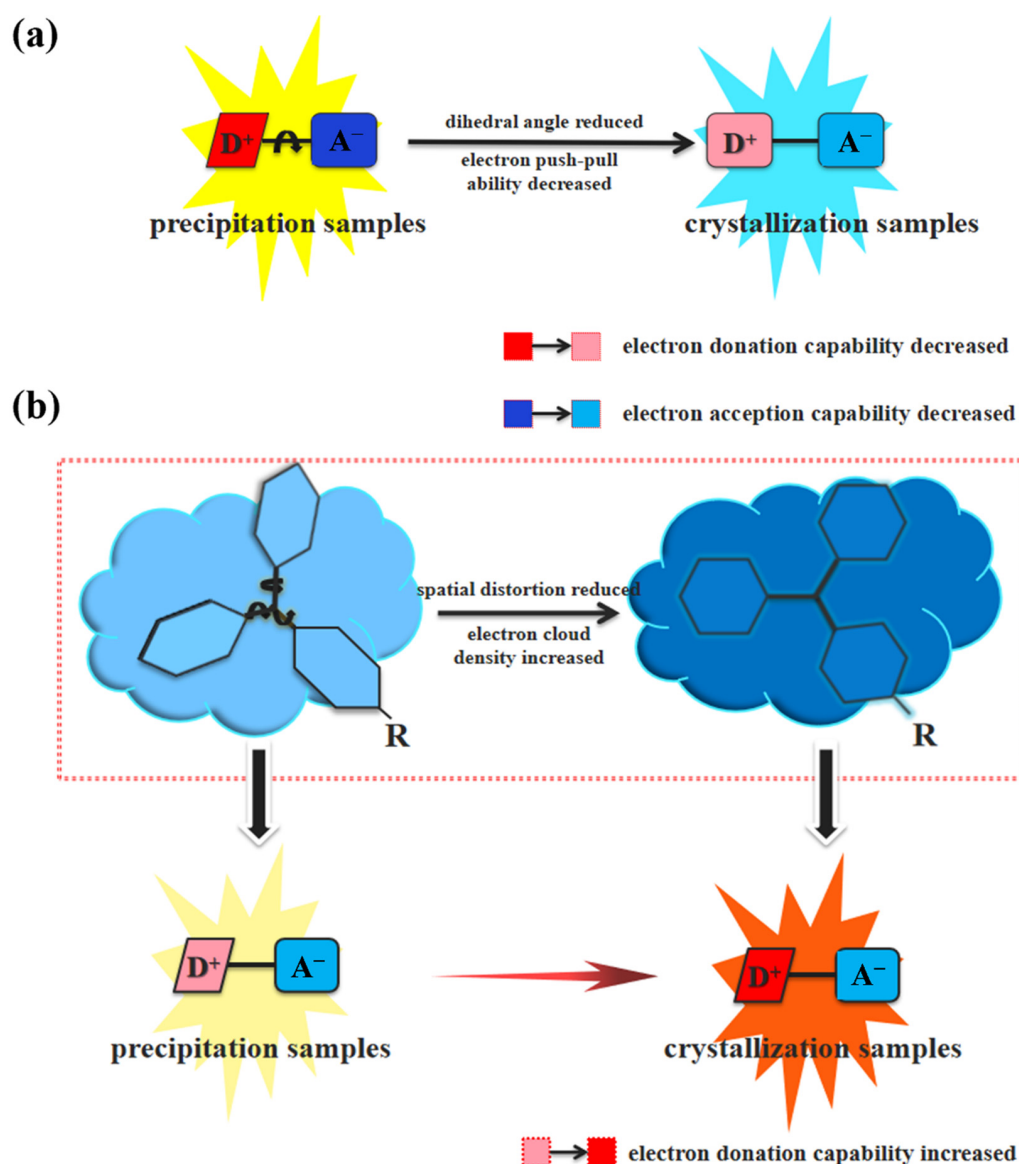 (a)
D⁺ A⁻
dihedral angle reduced
electron push-pull
ability decreased
D⁺ A⁻
precipitation samples
crystallization samples
electron donation capability decreased
(b)
electron acception capability decreased
spatial distortion reduced
electron cloud
density increased
R
R
D⁺ A⁻
D⁺ A⁻
precipitation samples
crystallization samples
electron donation capability increased